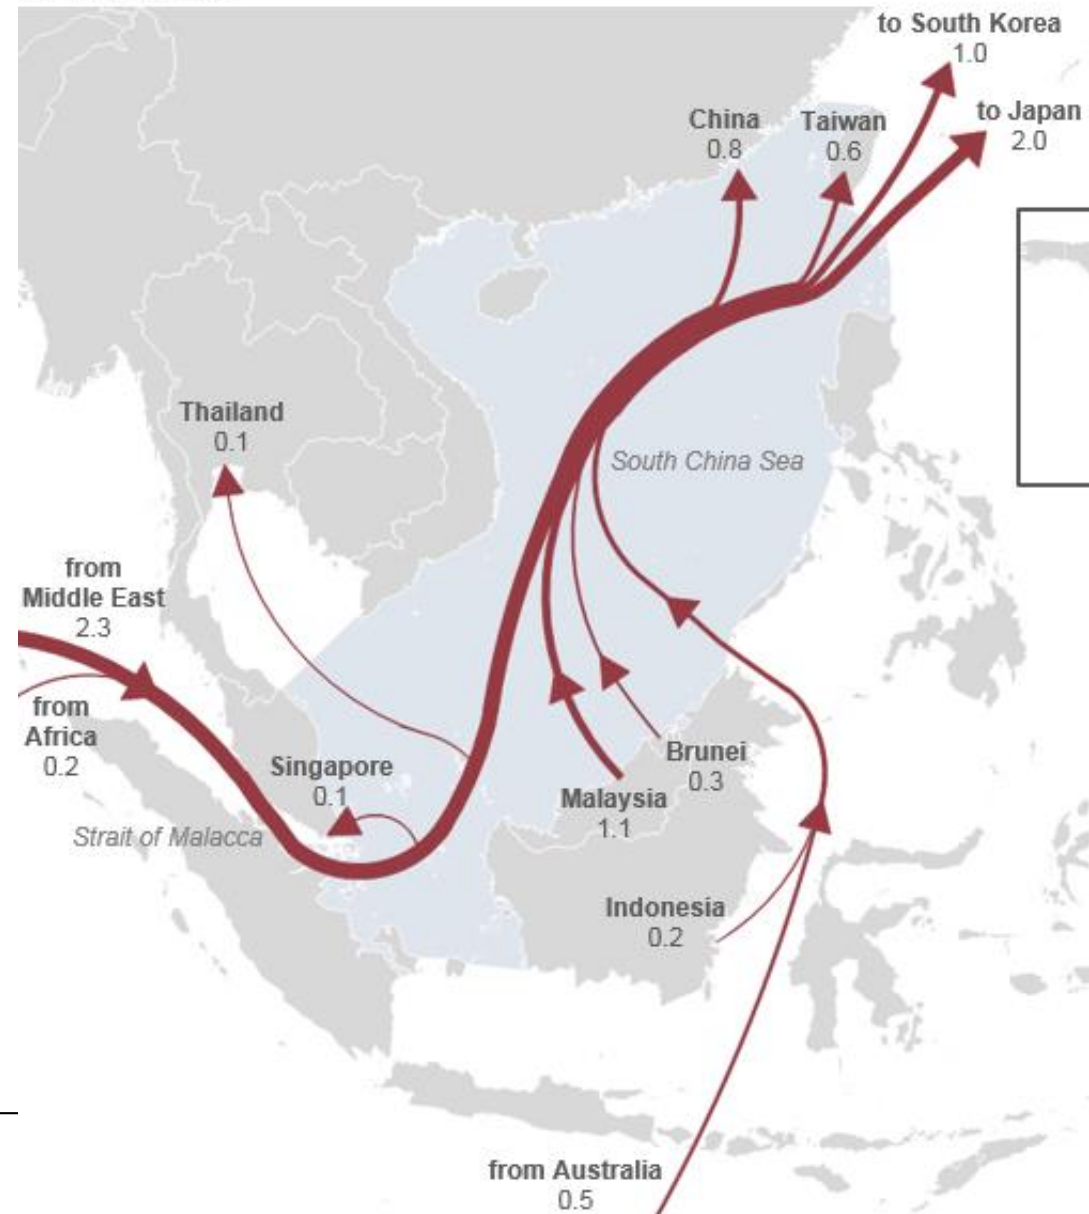 to South Korea
1.0
to Japan
2.0
China
0.8
Taiwan
0.6
Thailand
0.1
South China Sea
from
Middle East
2.3
from
Africa
0.2
Singapore
0.1
Strait of Malacca
Brunei
0.3
Malaysia
1.1
Indonesia
0.2
from Australia
0.5